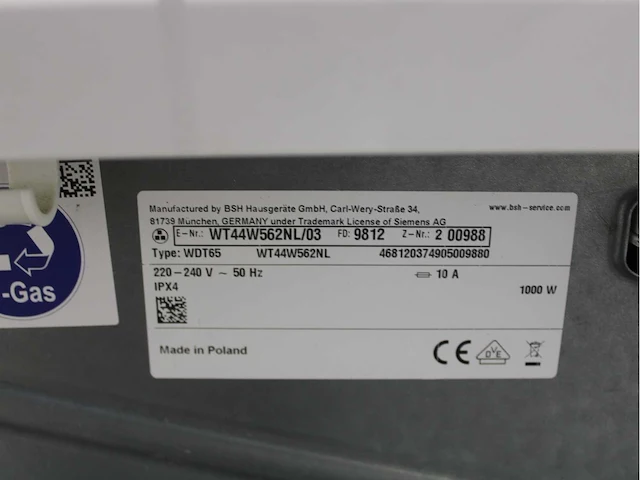 Manufactured by BSH Hausgeräte GmbH, Carl-Wery-Straße 34, www.bsh-service.com
81739 München, GERMANY under Trademark License of Siemens AG
E-Nr.: WT44W562NL/03 FD: 9812 Z-Nr.: 2 00988
Type: WDT65 WT44W562NL 468120374905009880
220-240 V ~ 50 Hz 10 A
IPX4 1000 W
-Gas
Made in Poland CE DVE